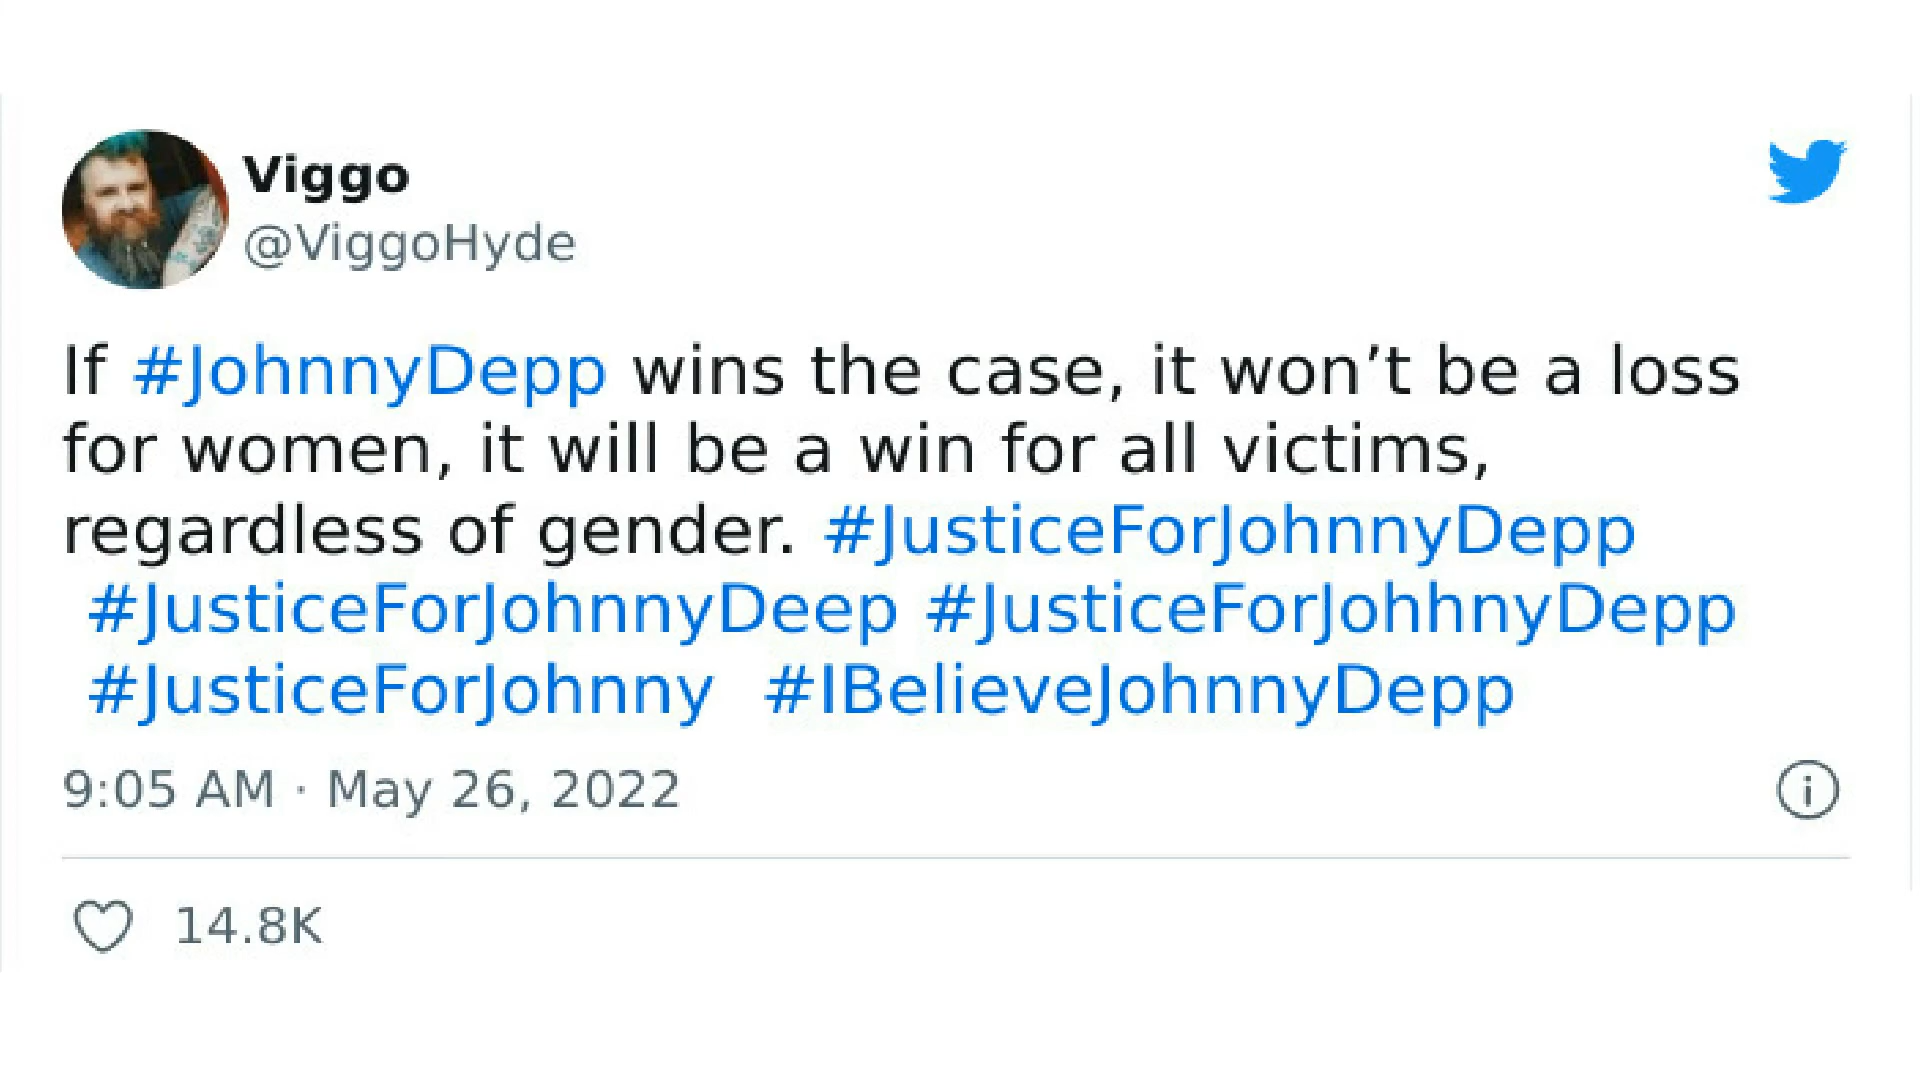 Viggo
@ViggoHyde
If #JohnnyDepp wins the case, it won’t be a loss
for women, it will be a win for all victims,
regardless of gender. #JusticeForJohnnyDepp
#JusticeForJohnnyDeep #JusticeForJohhnyDepp
#JusticeForJohnny #IBelieveJohnnyDepp
9:05 AM · May 26, 2022
14.8K